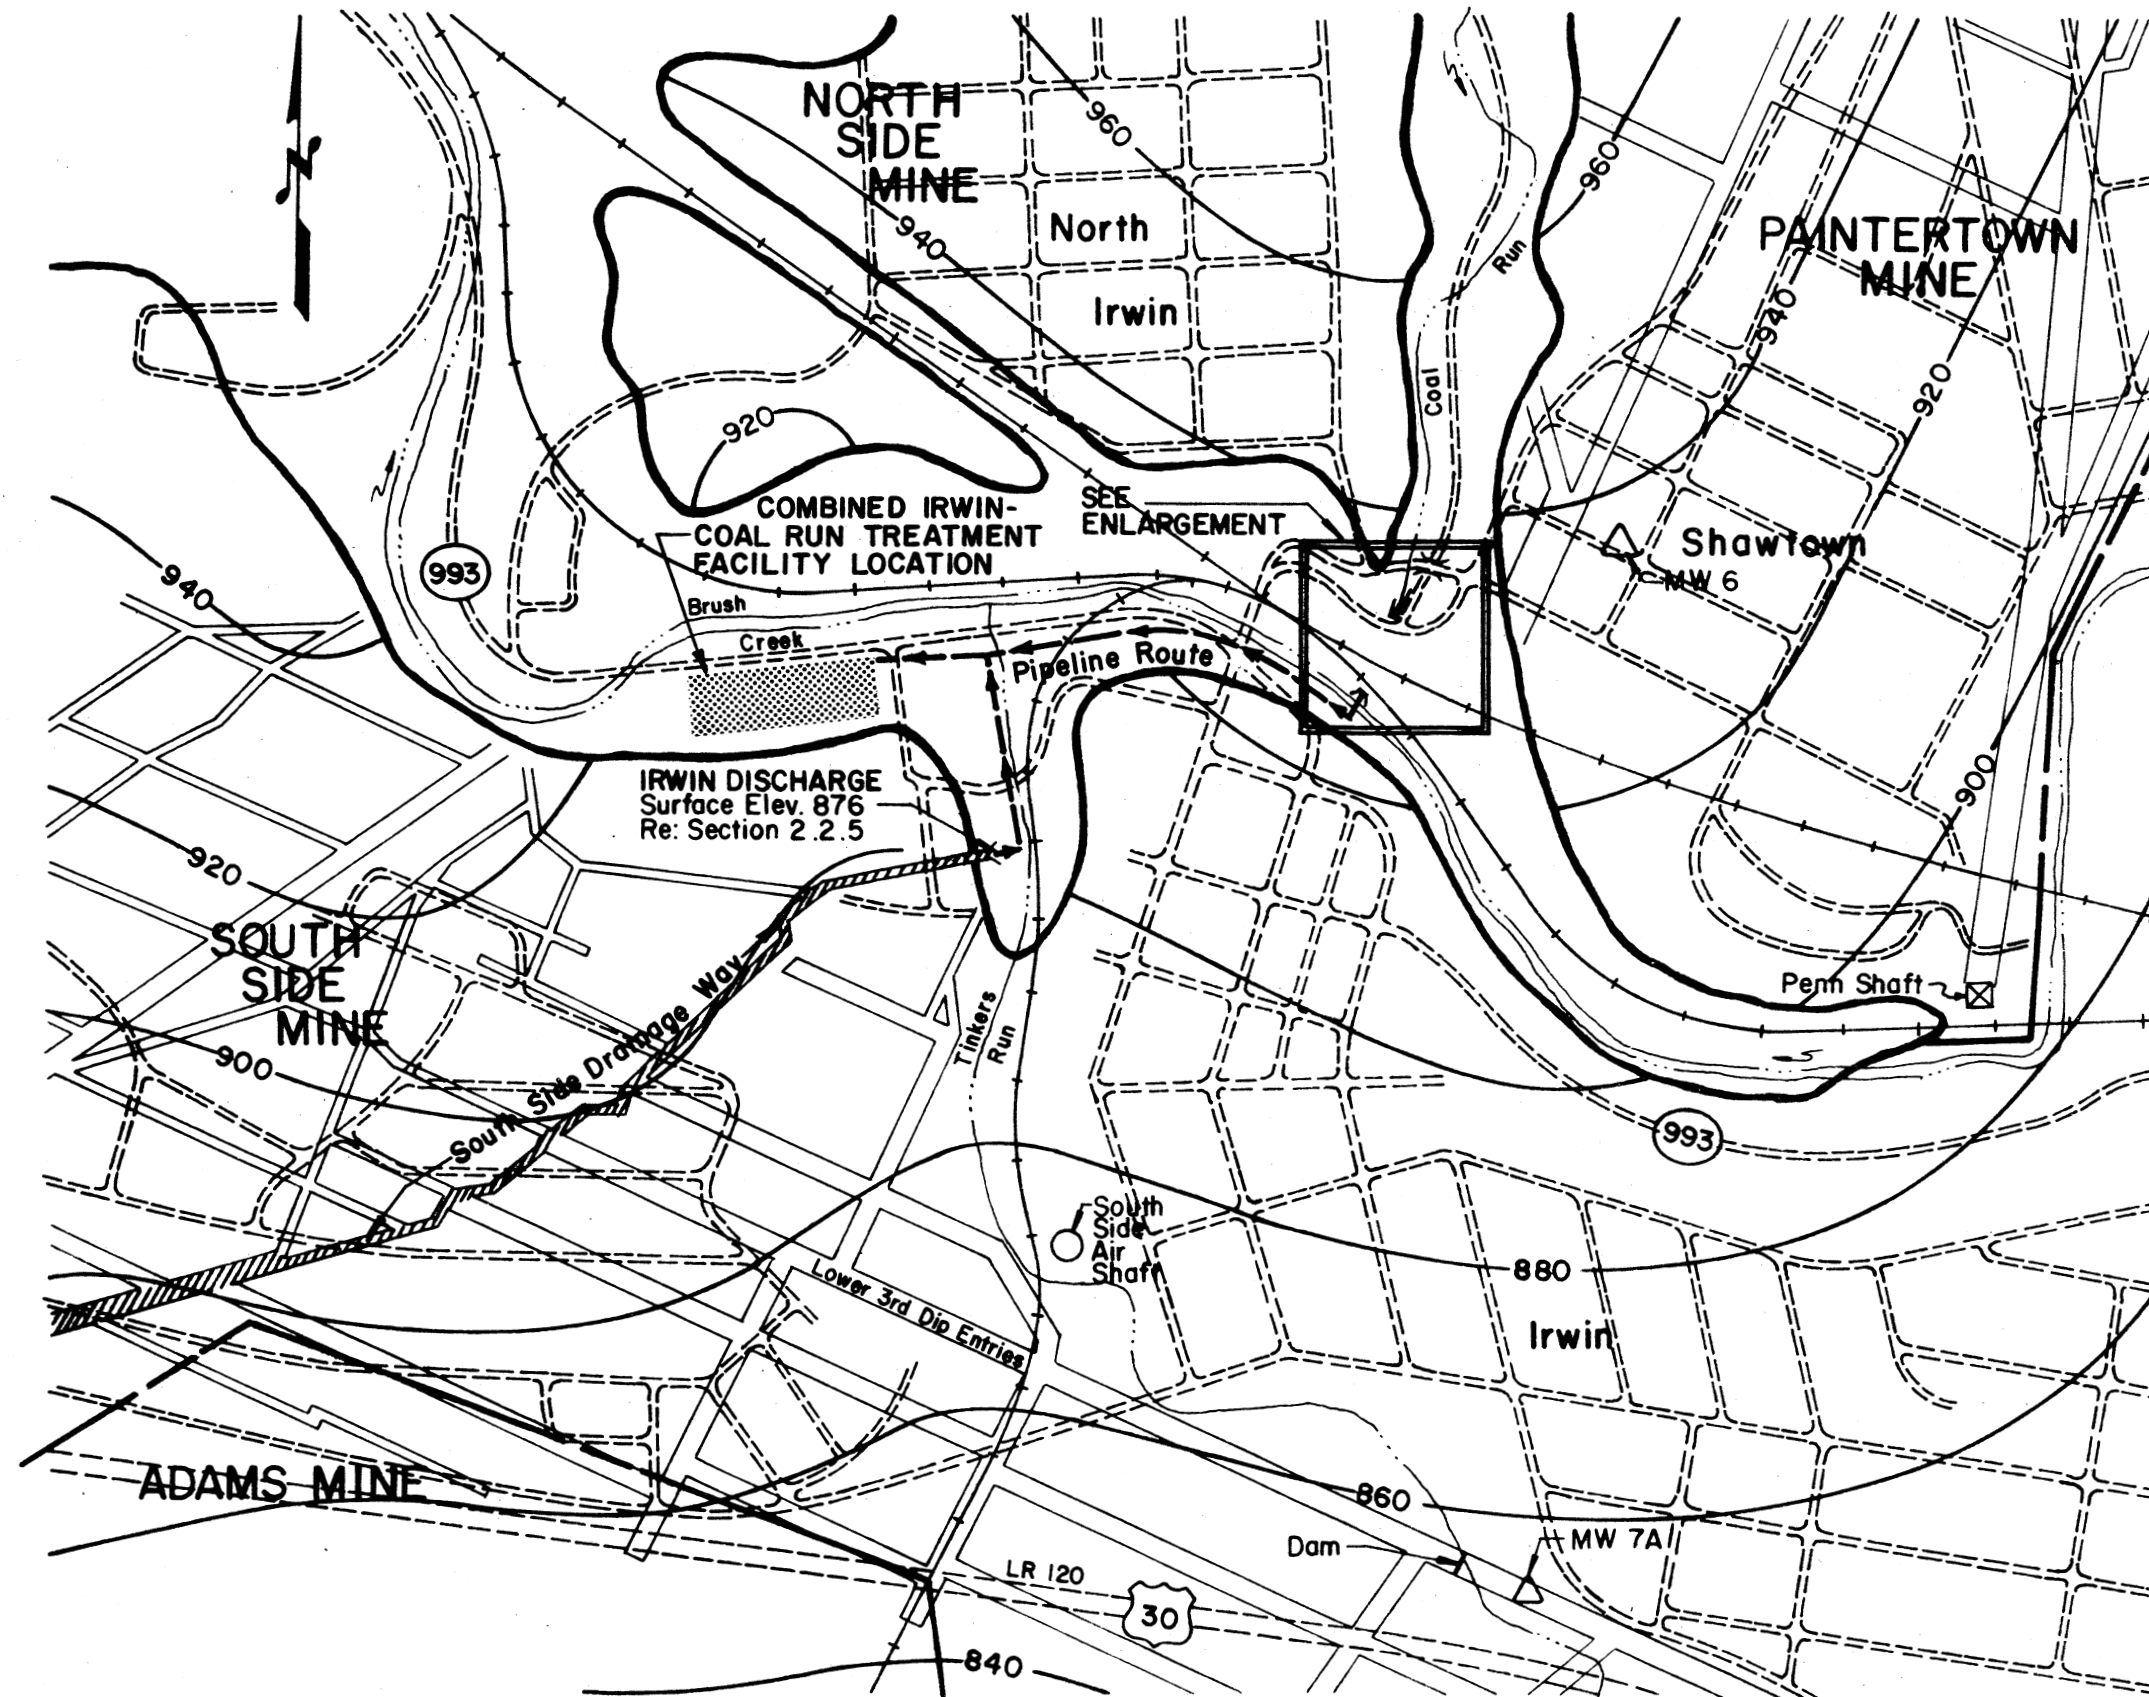 N
NORTH
SIDE
MINE
960
960
940
North
Irwin
Run
Coal
PAINTERTOWN
MINE
940
920
920
COMBINED IRWIN-
COAL RUN TREATMENT
FACILITY LOCATION
SEE
ENLARGEMENT
Shawtown
MW 6
993
940
Brush
Creek
Pipeline Route
IRWIN DISCHARGE
Surface Elev. 876
Re: Section 2.2.5
900
920
SOUTH
SIDE
MINE
900
South Side Drainage Way
Tinkers
Run
Penn Shaft
993
South
Side
Air
Shaft
880
Lower 3rd Dip Entries
Irwin
ADAMS MINE
860
Dam
MW 7A
LR 120
30
840